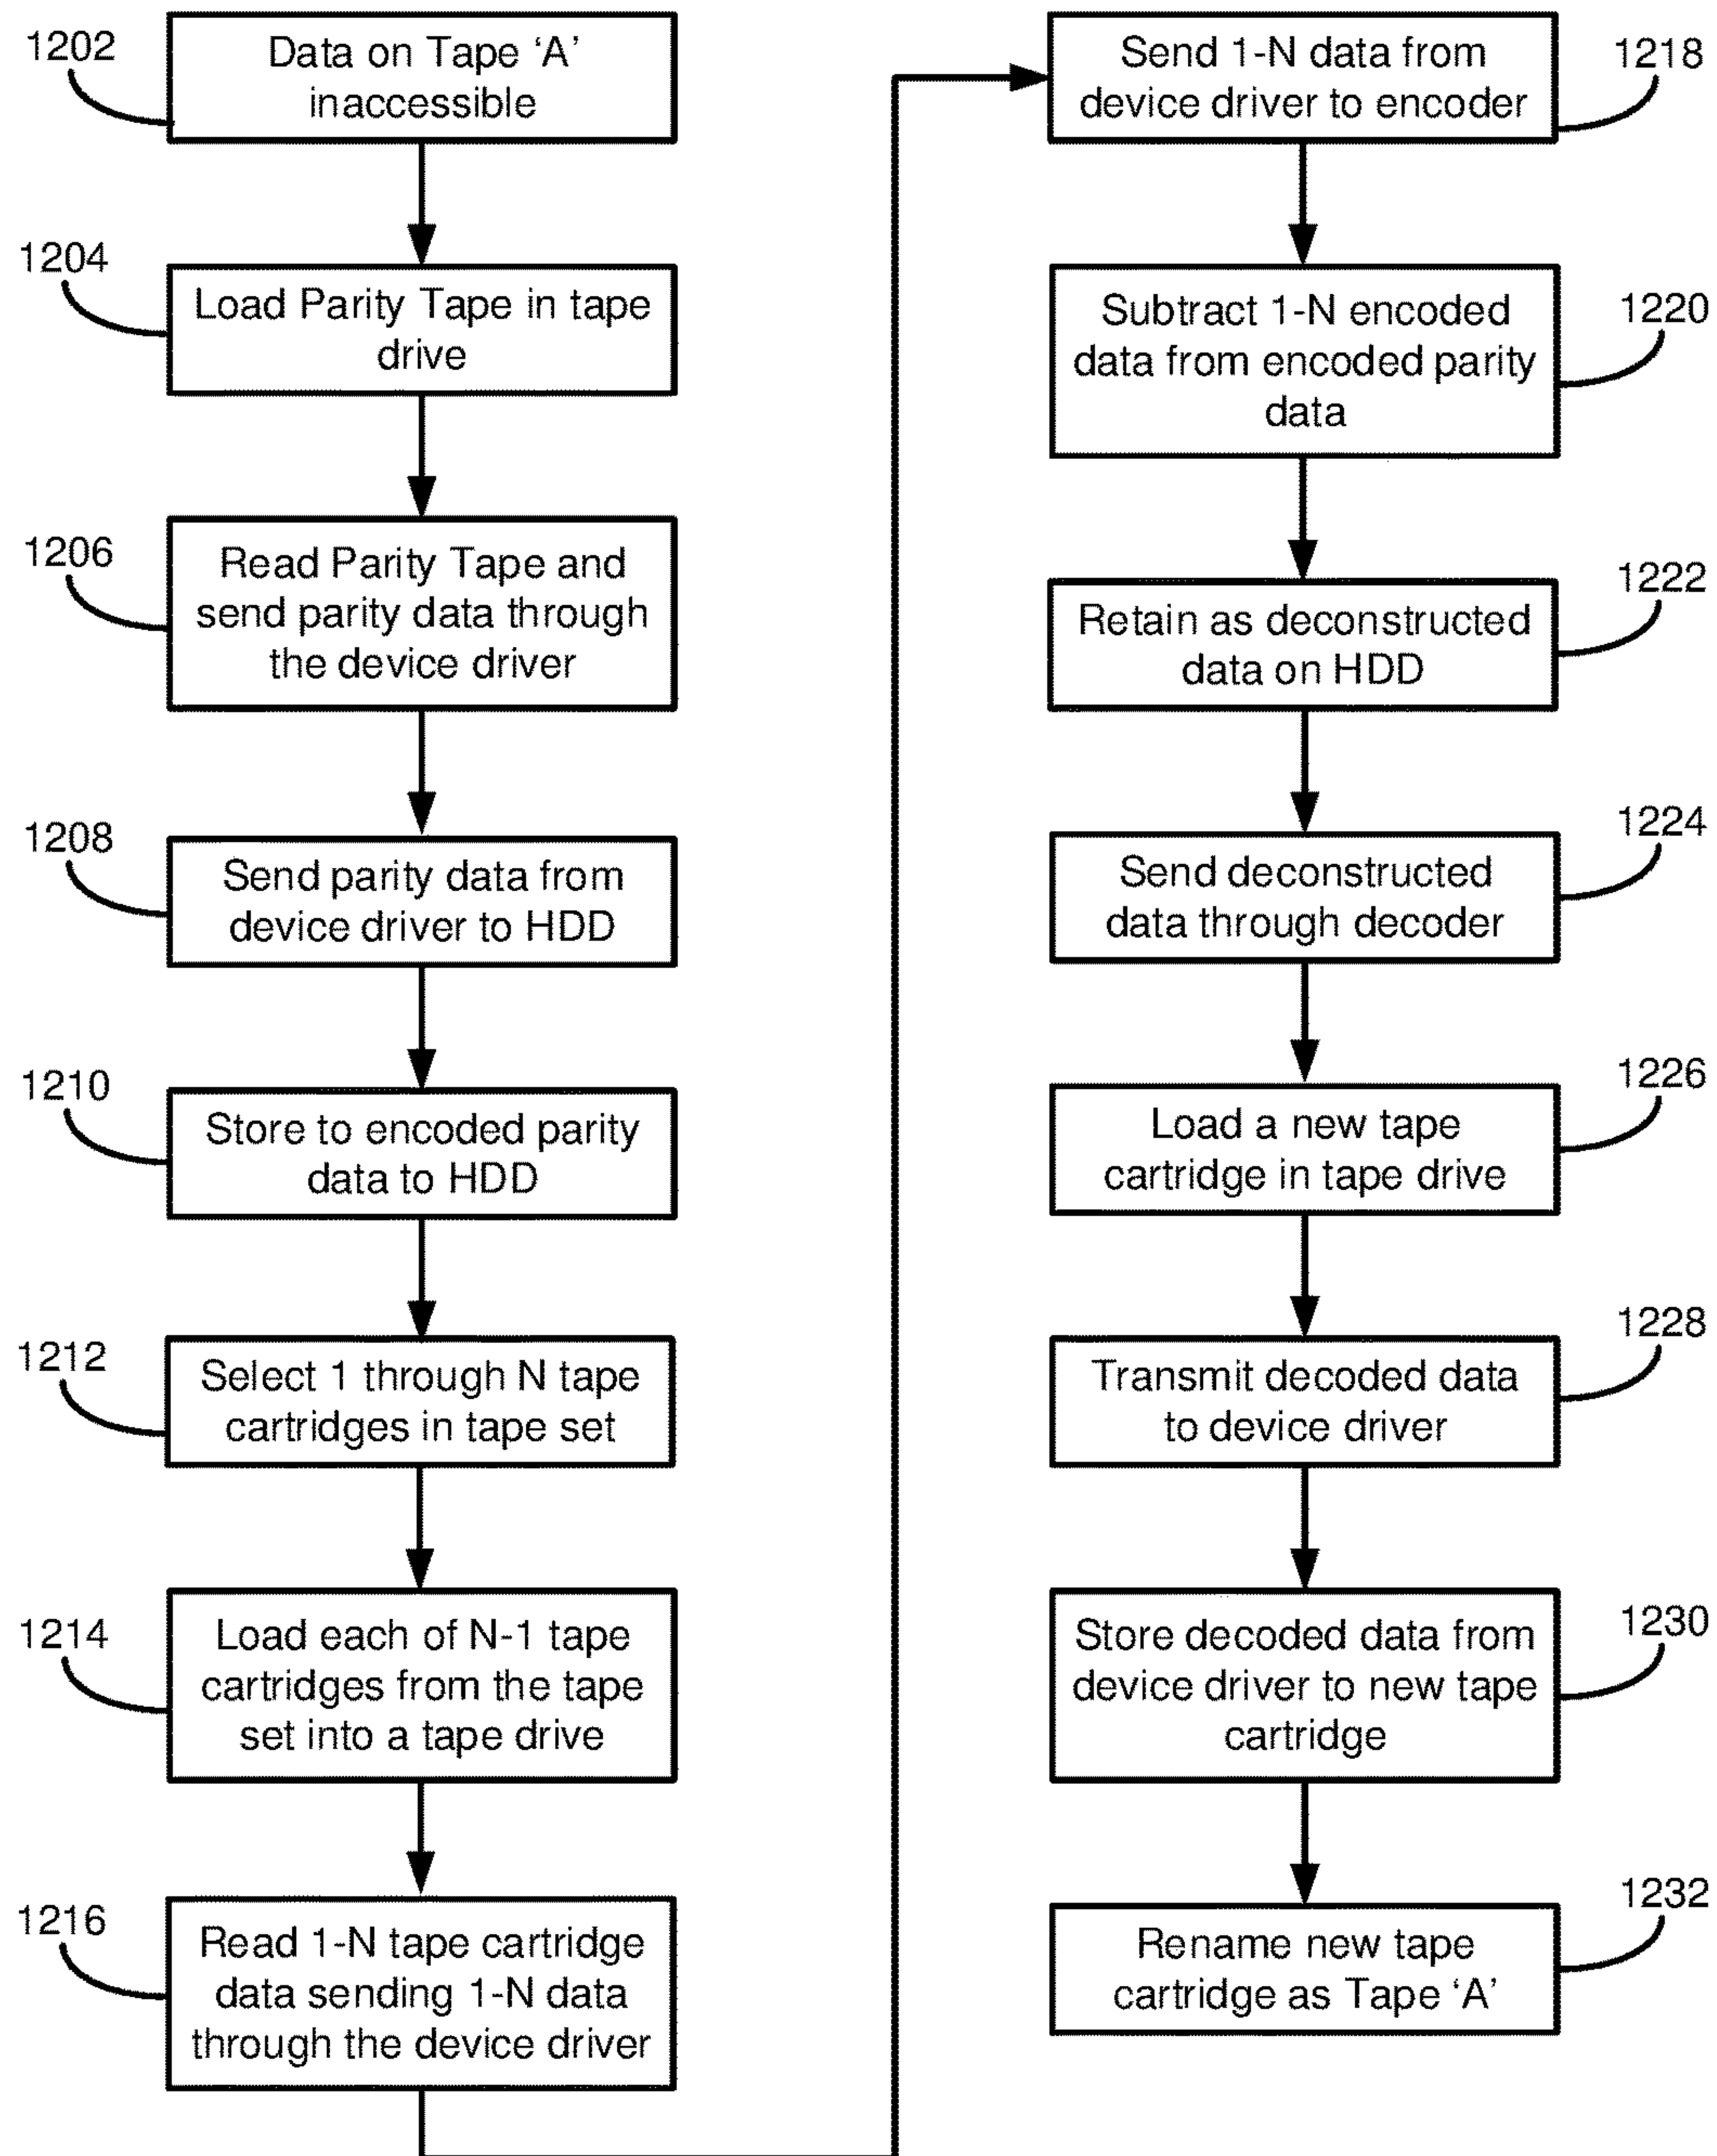 1202
Data on Tape ‘A’
inaccessible
1204
Load Parity Tape in tape
drive
1206
Read Parity Tape and
send parity data through
the device driver
1208
Send parity data from
device driver to HDD
1210
Store to encoded parity
data to HDD
1212
Select 1 through N tape
cartridges in tape set
1214
Load each of N-1 tape
cartridges from the tape
set into a tape drive
1216
Read 1-N tape cartridge
data sending 1-N data
through the device driver
1218
Send 1-N data from
device driver to encoder
1220
Subtract 1-N encoded
data from encoded parity
data
1222
Retain as deconstructed
data on HDD
1224
Send deconstructed
data through decoder
1226
Load a new tape
cartridge in tape drive
1228
Transmit decoded data
to device driver
1230
Store decoded data from
device driver to new tape
cartridge
1232
Rename new tape
cartridge as Tape ‘A’